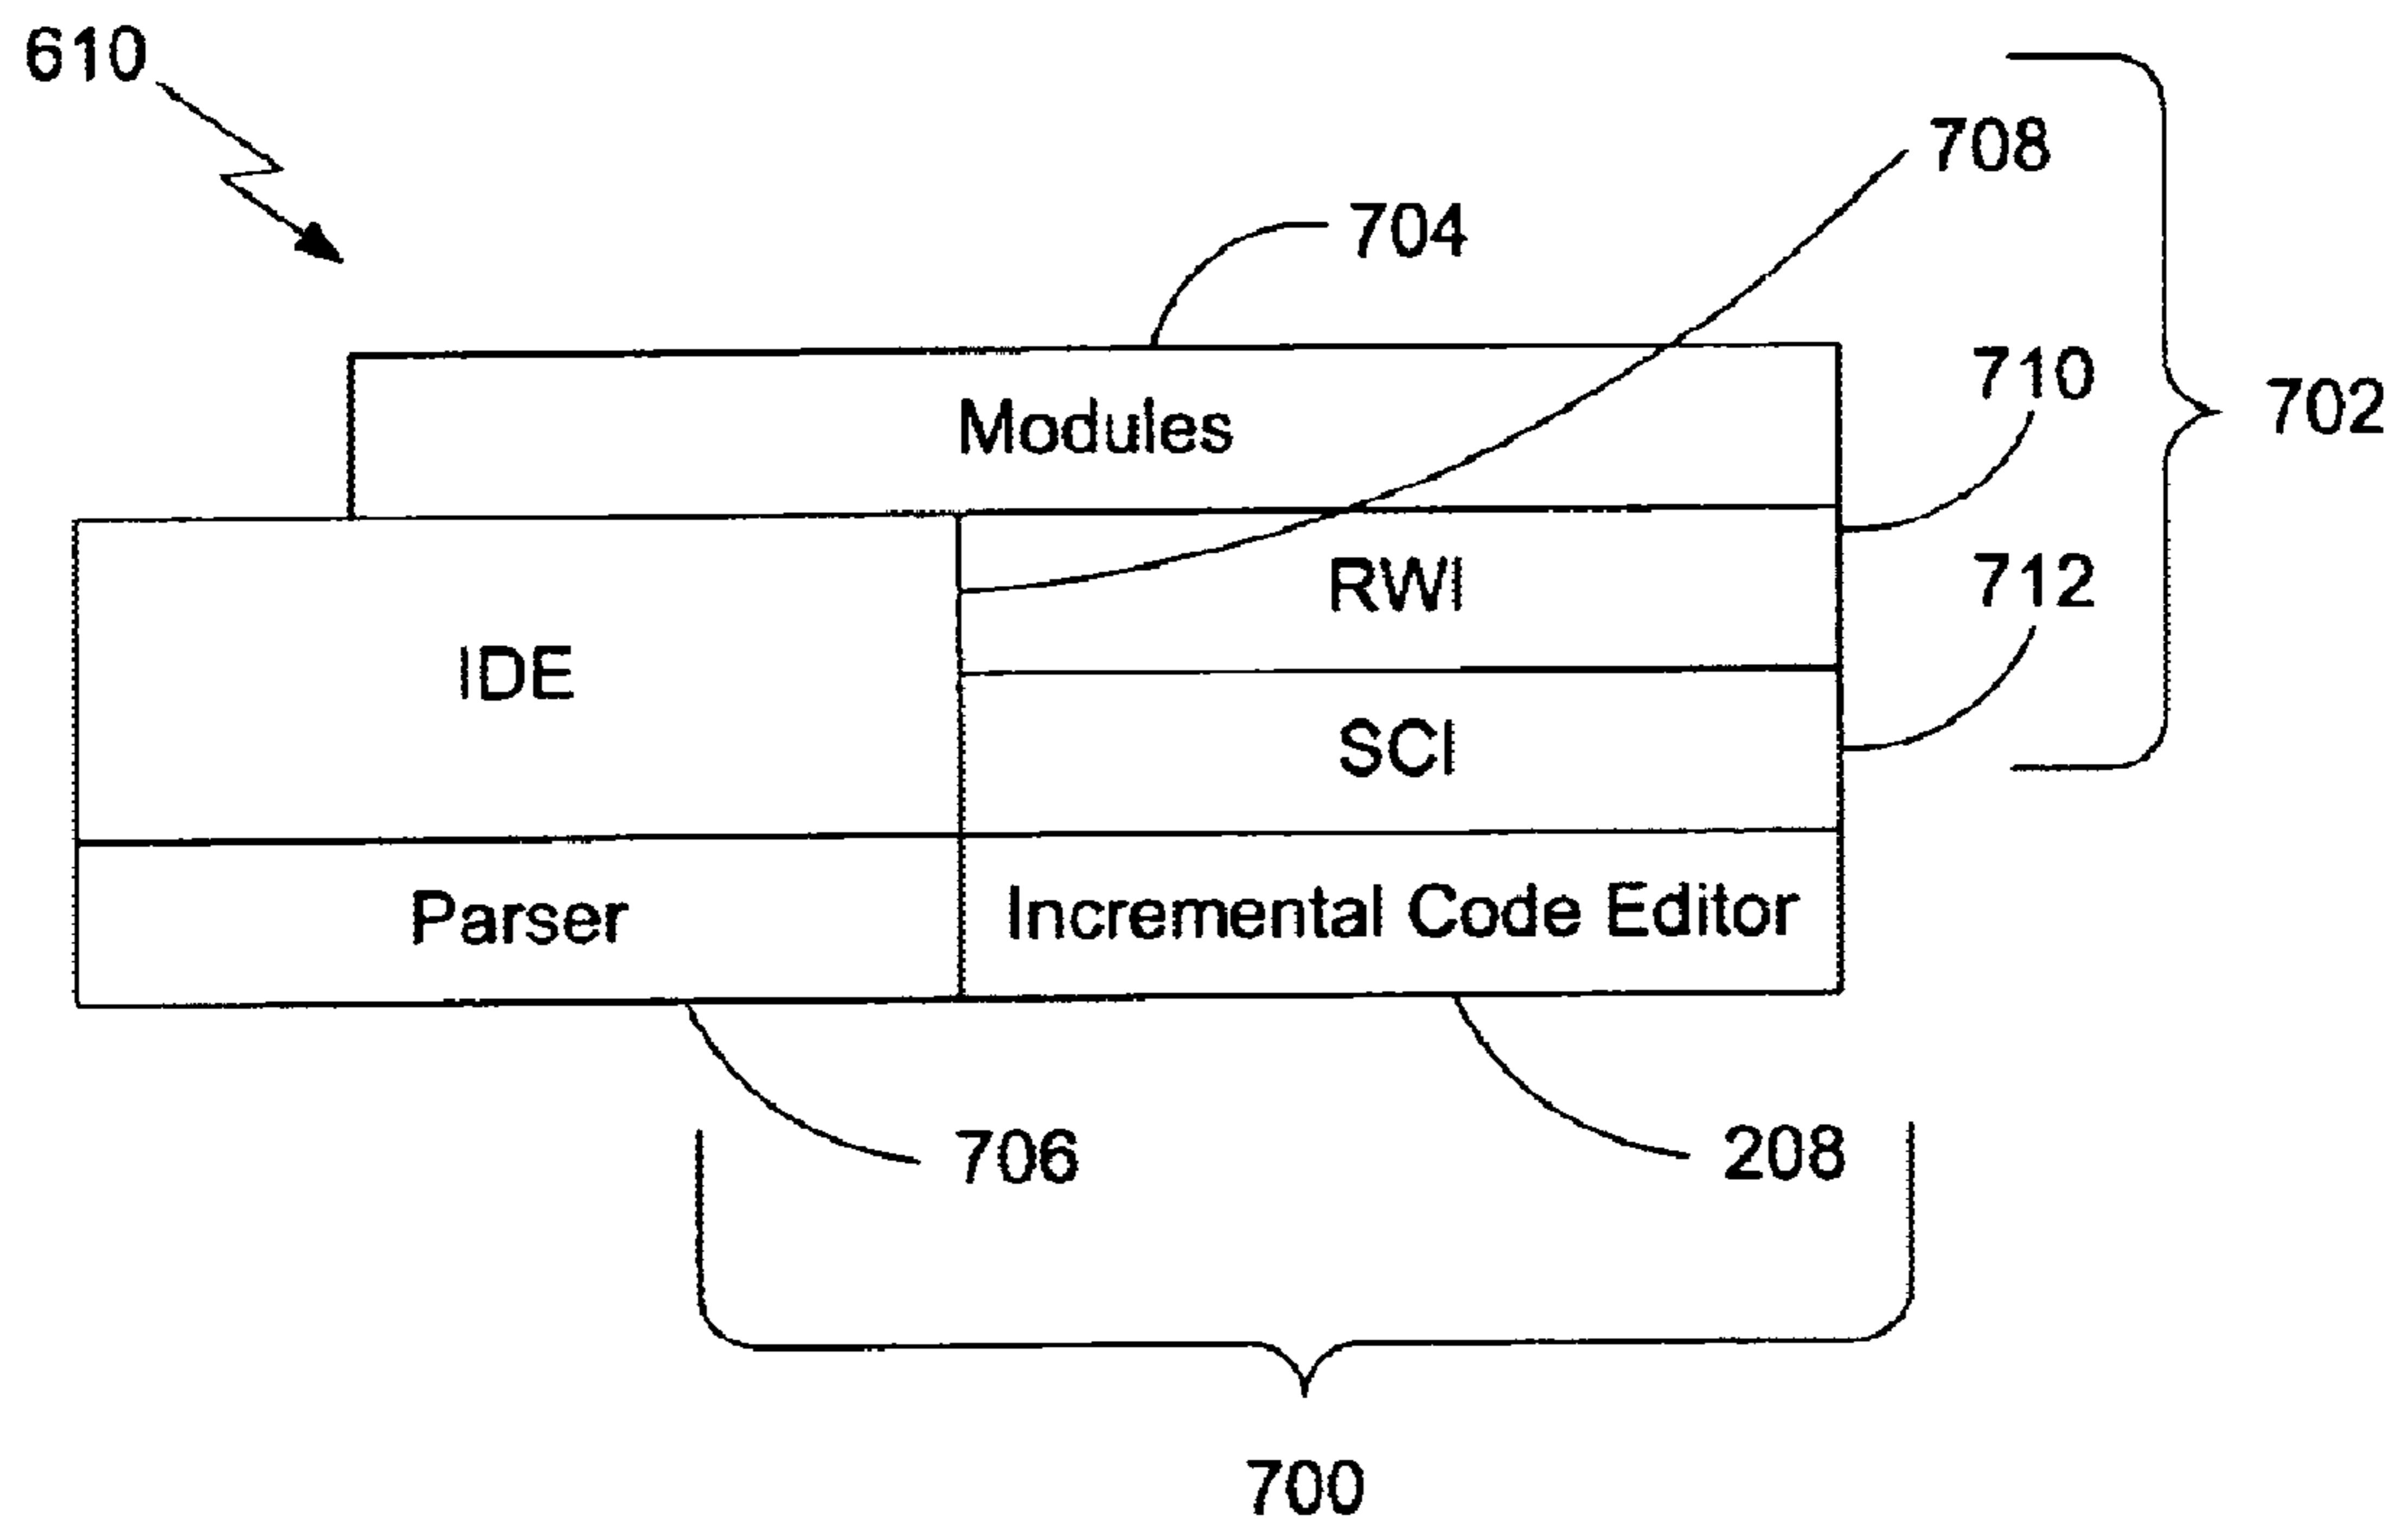 610
708
704
710
702
Modules
712
RWI
IDE
SCI
Parser
Incremental Code Editor
706
208
700